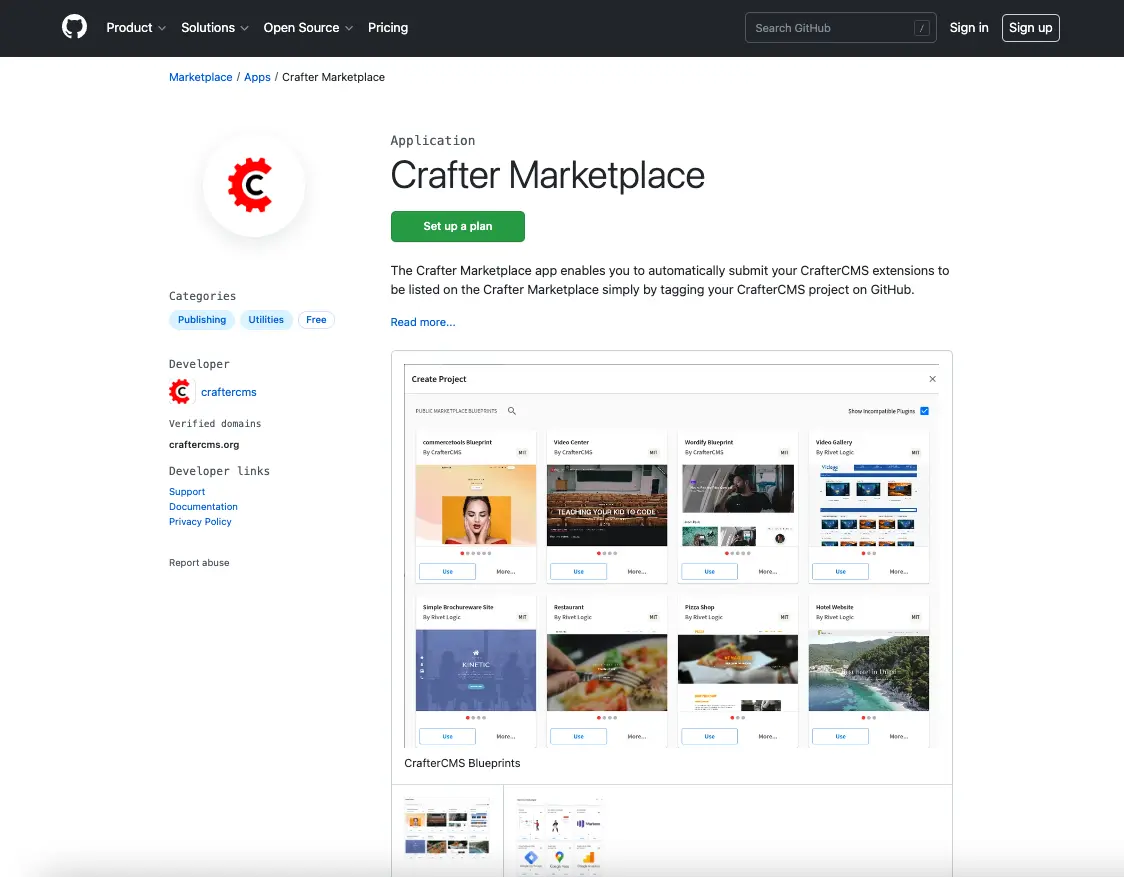 Product
Solutions
Open Source
Pricing
Search GitHub
/
Sign in
Sign up
Marketplace / Apps / Crafter Marketplace
C
Application
Crafter Marketplace
Set up a plan
The Crafter Marketplace app enables you to automatically submit your CrafterCMS extensions to
be listed on the Crafter Marketplace simply by tagging your CrafterCMS project on GitHub.
Read more...
Categories
Publishing
Utilities
Free
Developer
C
craftercms
Verified domains
craftercms.org
Developer links
Support
Documentation
Privacy Policy
Report abuse
Create Project
PUBLIC MARKETPLACE BLUEPRINTS
Show Incompatible Plugins
commercetools Blueprint
By CrafterCMS
MIT
Use
More...
Video Center
By CrafterCMS
MIT
TEACHING YOUR KID TO CODE
Use
More...
Wordify Blueprint
By CrafterCMS
MIT
Use
More...
Video Gallery
By Rivet Logic
MIT
Use
More...
Simple Brochureware Site
By Rivet Logic
MIT
KINETIC
Use
More...
Restaurant
By Rivet Logic
MIT
Use
More...
Pizza Shop
By Rivet Logic
MIT
Use
More...
Hotel Website
By Rivet Logic
MIT
Use
More...
CrafterCMS Blueprints